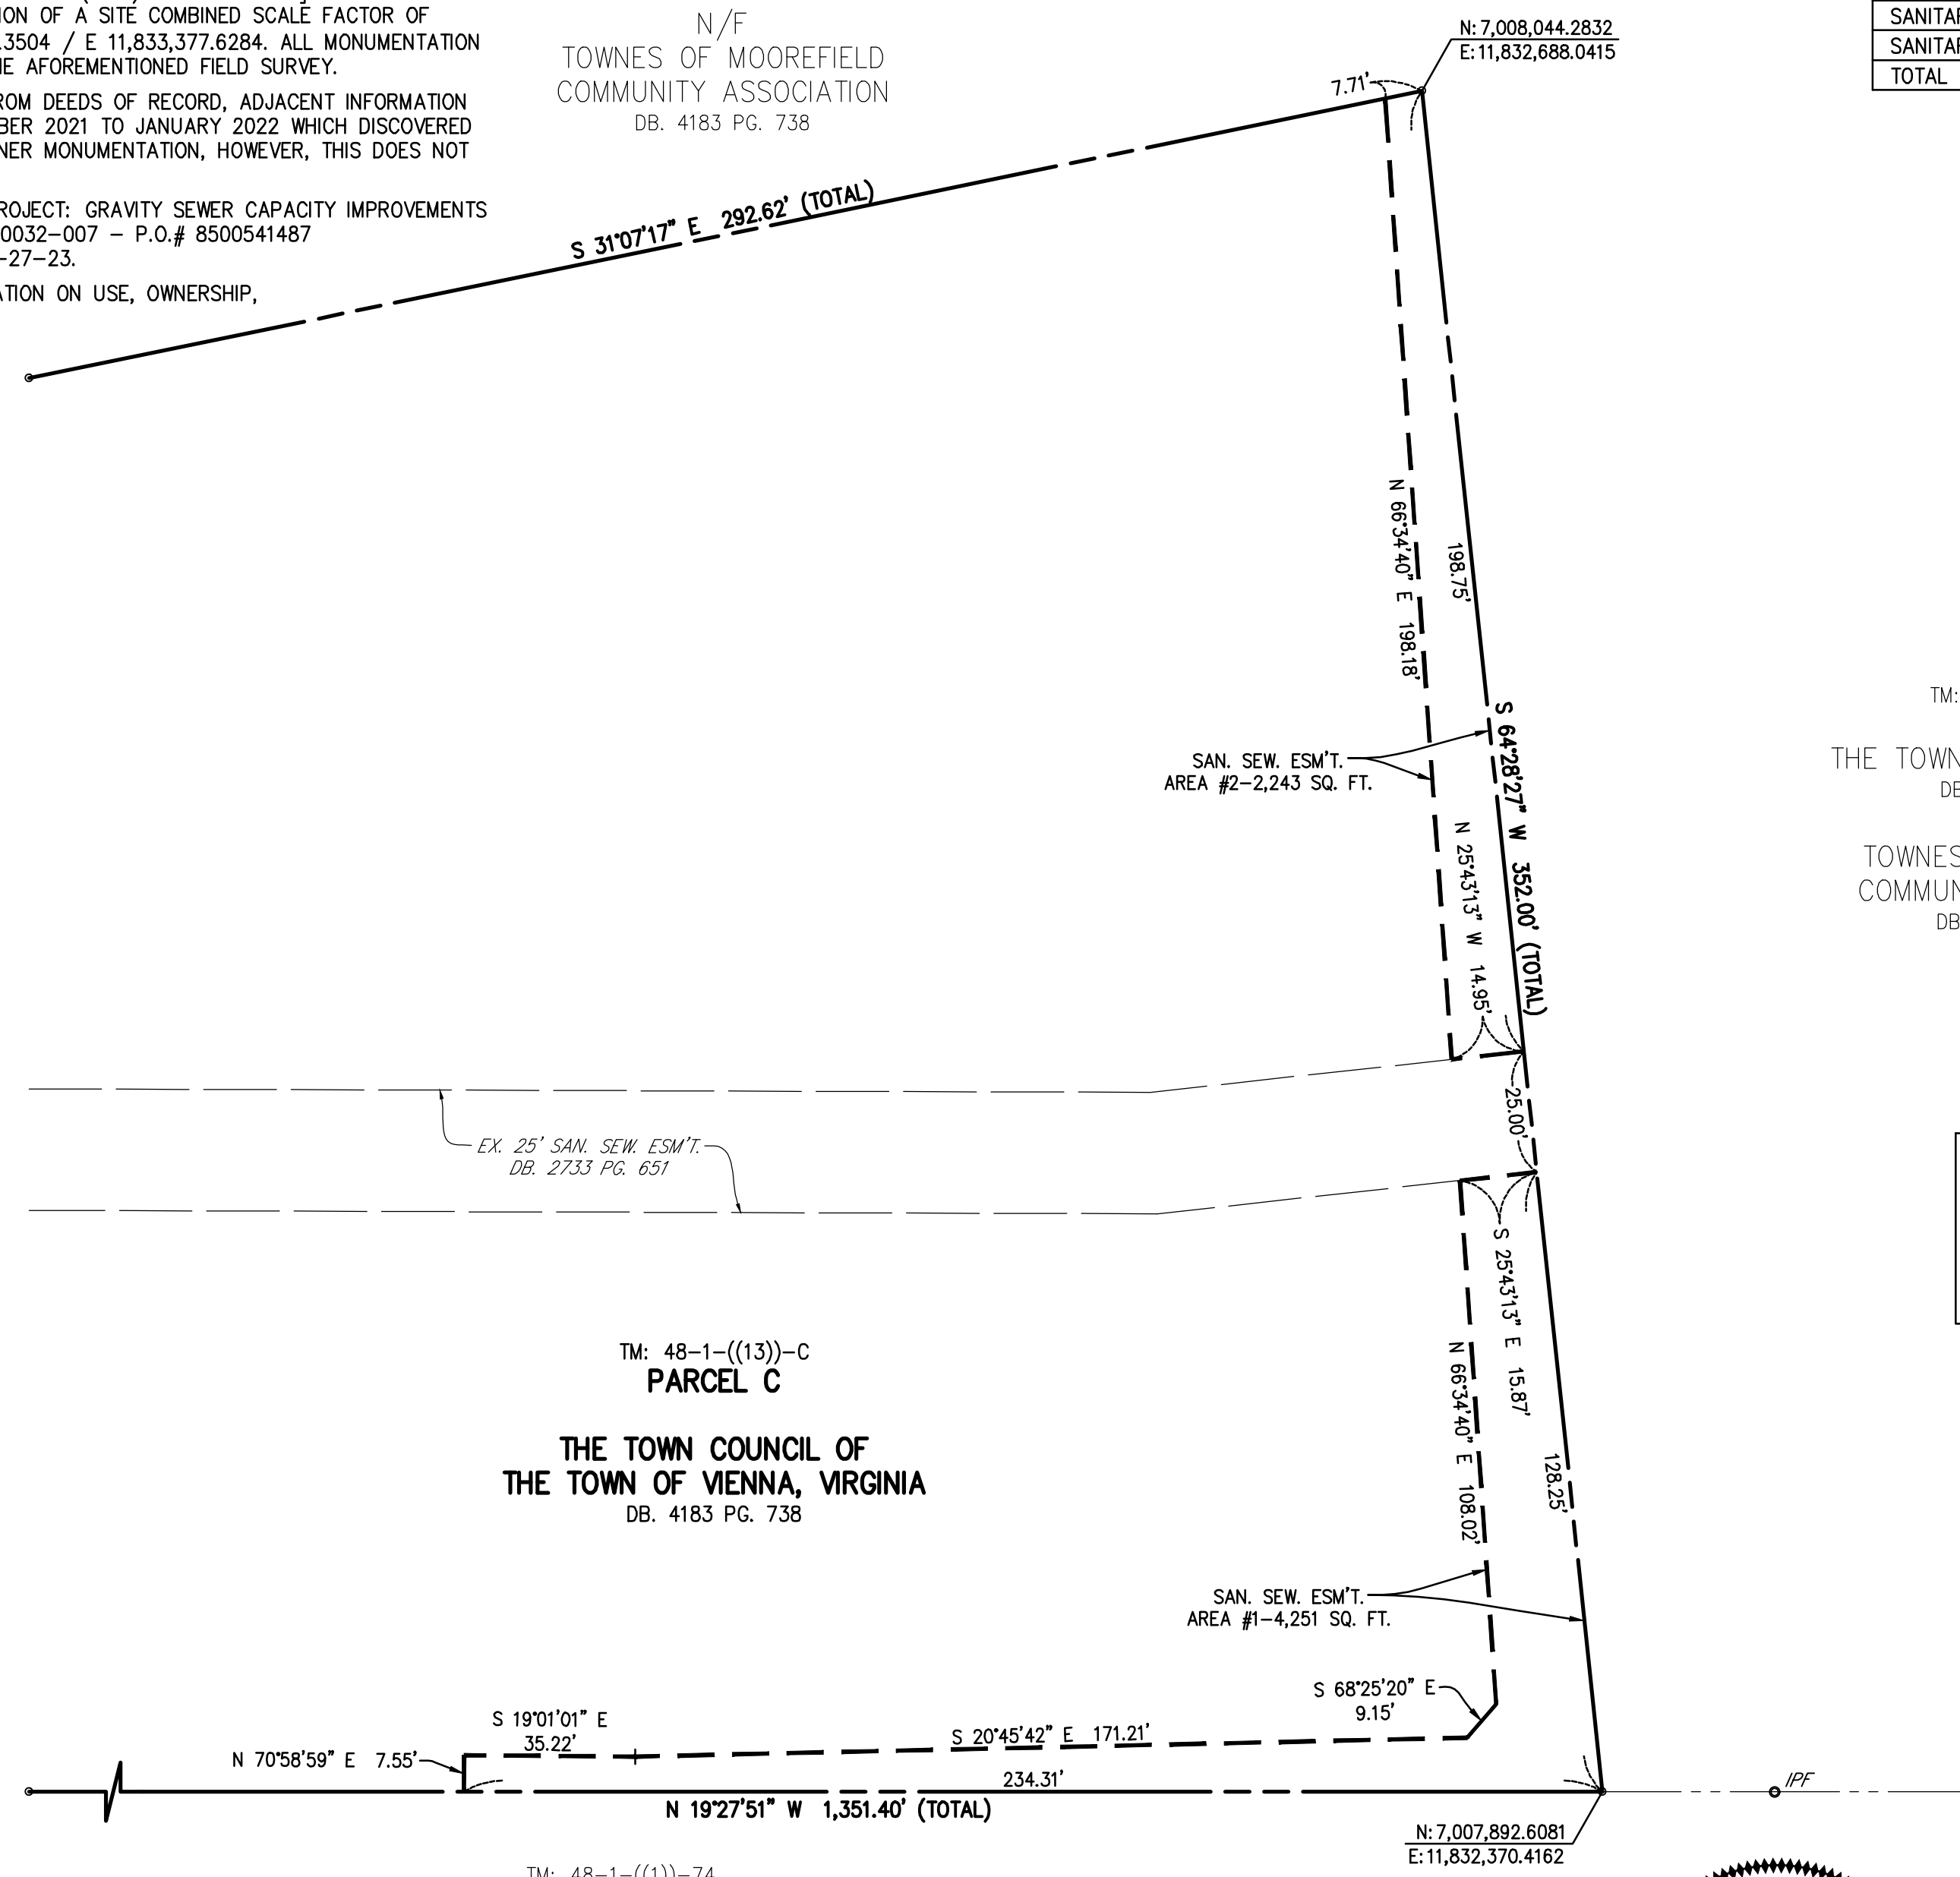 ION OF A SITE COMBINED SCALE FACTOR OF
.3504 / E 11,833,377.6284. ALL MONUMENTATION
HE AFOREMENTIONED FIELD SURVEY.
ROM DEEDS OF RECORD, ADJACENT INFORMATION
BER 2021 TO JANUARY 2022 WHICH DISCOVERED
NER MONUMENTATION, HOWEVER, THIS DOES NOT
ROJECT: GRAVITY SEWER CAPACITY IMPROVEMENTS
0032-007 – P.O.# 8500541487
-27-23.
ATION ON USE, OWNERSHIP,
N/F
TOWNES OF MOOREFIELD
COMMUNITY ASSOCIATION
DB. 4183 PG. 738
N: 7,008,044.2832
E: 11,832,688.0415
SANITAR
SANITAR
TOTAL
7.71'
S 31°07'17" E 292.62' (TOTAL)
N 66°34'40" E 198.18'
198.75'
S 64°28'27" W 352.00' (TOTAL)
SAN. SEW. ESM'T.
AREA #2-2,243 SQ. FT.
N 25°43'13" W 14.95'
TM:
THE TOWN
DB
TOWNES
COMMUN
DB
25.00'
EX. 25' SAN. SEW. ESM'T.
DB. 2733 PG. 651
S 25°43'13" E 15.87'
N 66°34'40" E 108.02'
128.25'
TM: 48-1-((13))-C
PARCEL C
THE TOWN COUNCIL OF
THE TOWN OF VIENNA, VIRGINIA
DB. 4183 PG. 738
SAN. SEW. ESM'T.
AREA #1-4,251 SQ. FT.
S 68°25'20" E
9.15'
S 19°01'01" E
35.22'
S 20°45'42" E 171.21'
N 70°58'59" E 7.55'
234.31'
N 19°27'51" W 1,351.40' (TOTAL)
IPF
N: 7,007,892.6081
E: 11,832,370.4162
TM: 48-1-((1))-74